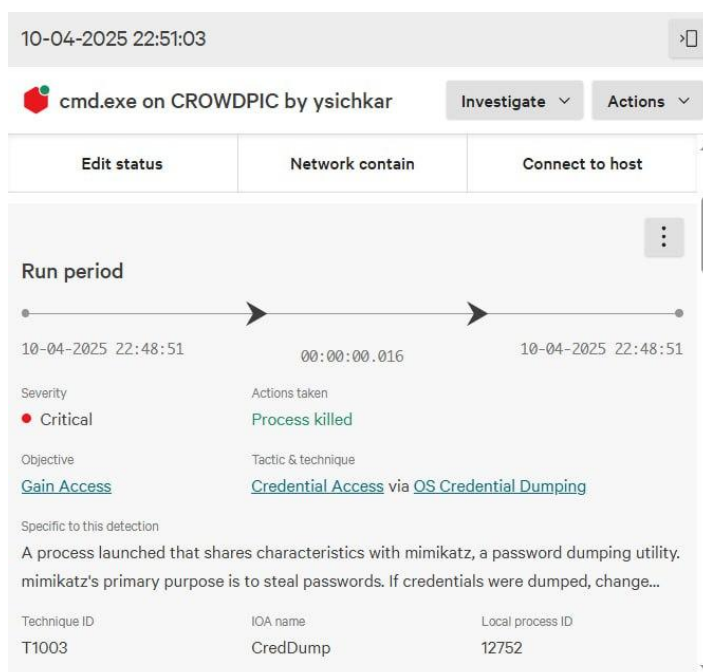 10-04-2025 22:51:03
cmd.exe on CROWDPIC by ysichkar
Investigate
Actions
Edit status
Network contain
Connect to host
Run period
10-04-2025 22:48:51
00:00:00.016
10-04-2025 22:48:51
Severity
Actions taken
Critical
Process killed
Objective
Tactic & technique
Gain Access
Credential Access via OS Credential Dumping
Specific to this detection
A process launched that shares characteristics with mimikatz, a password dumping utility.
mimikatz's primary purpose is to steal passwords. If credentials were dumped, change...
Technique ID
IOA name
Local process ID
T1003
CredDump
12752